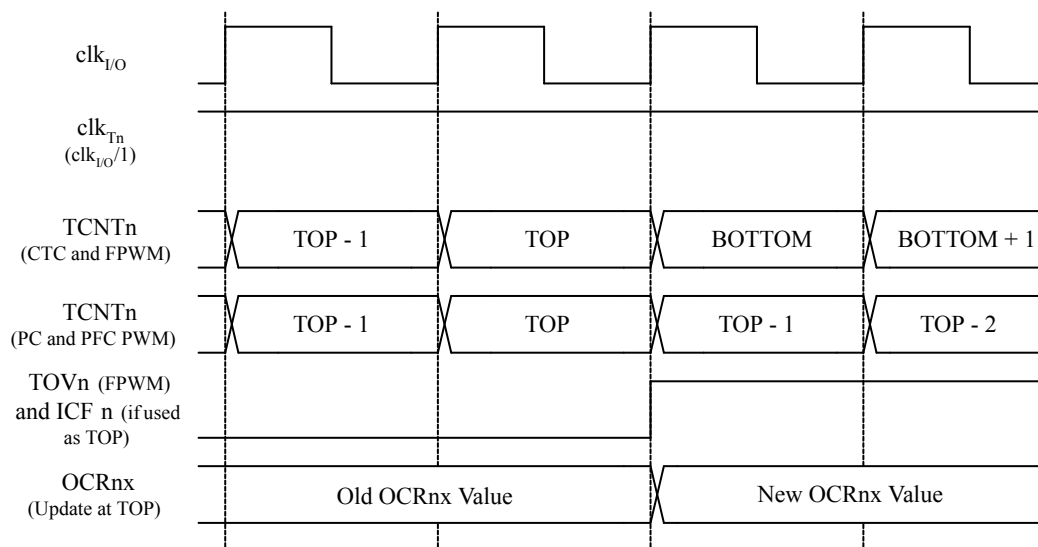 clkI/O
clkTn
(clkI/O/1)
TCNTn
(CTC and FPWM)
TOP - 1
TOP
BOTTOM
BOTTOM + 1
TCNTn
(PC and PFC PWM)
TOP - 1
TOP
TOP - 1
TOP - 2
TOVn (FPWM)
and ICF n (if used
as TOP)
OCRnx
(Update at TOP)
Old OCRnx Value
New OCRnx Value